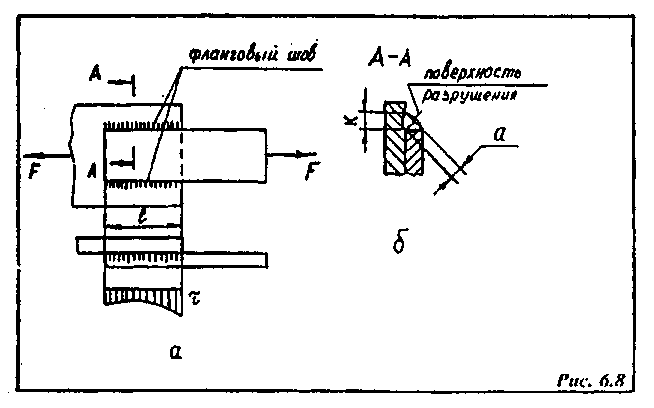 фланговый шов
А
А
F
F
l
τ
а
А-А
поверхность
разрушения
К
а
б
Рис. 6.8